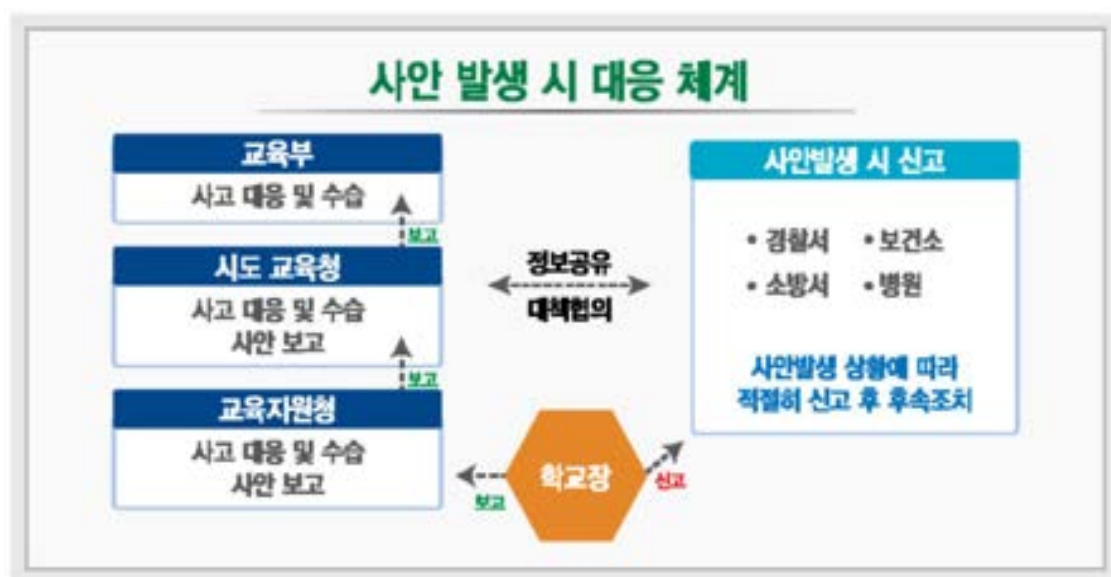 사안 발생 시 대응 체계
교육부
사고 대응 및 수습
보고
시도 교육청
사고 대응 및 수습
사안 보고
보고
교육지원청
사고 대응 및 수습
사안 보고
정보공유
대책협의
보고
학교장
신고
사안발생 시 신고
• 경찰서 • 보건소
• 소방서 • 병원
사안발생 상황에 따라
적절히 신고 후 후속조치